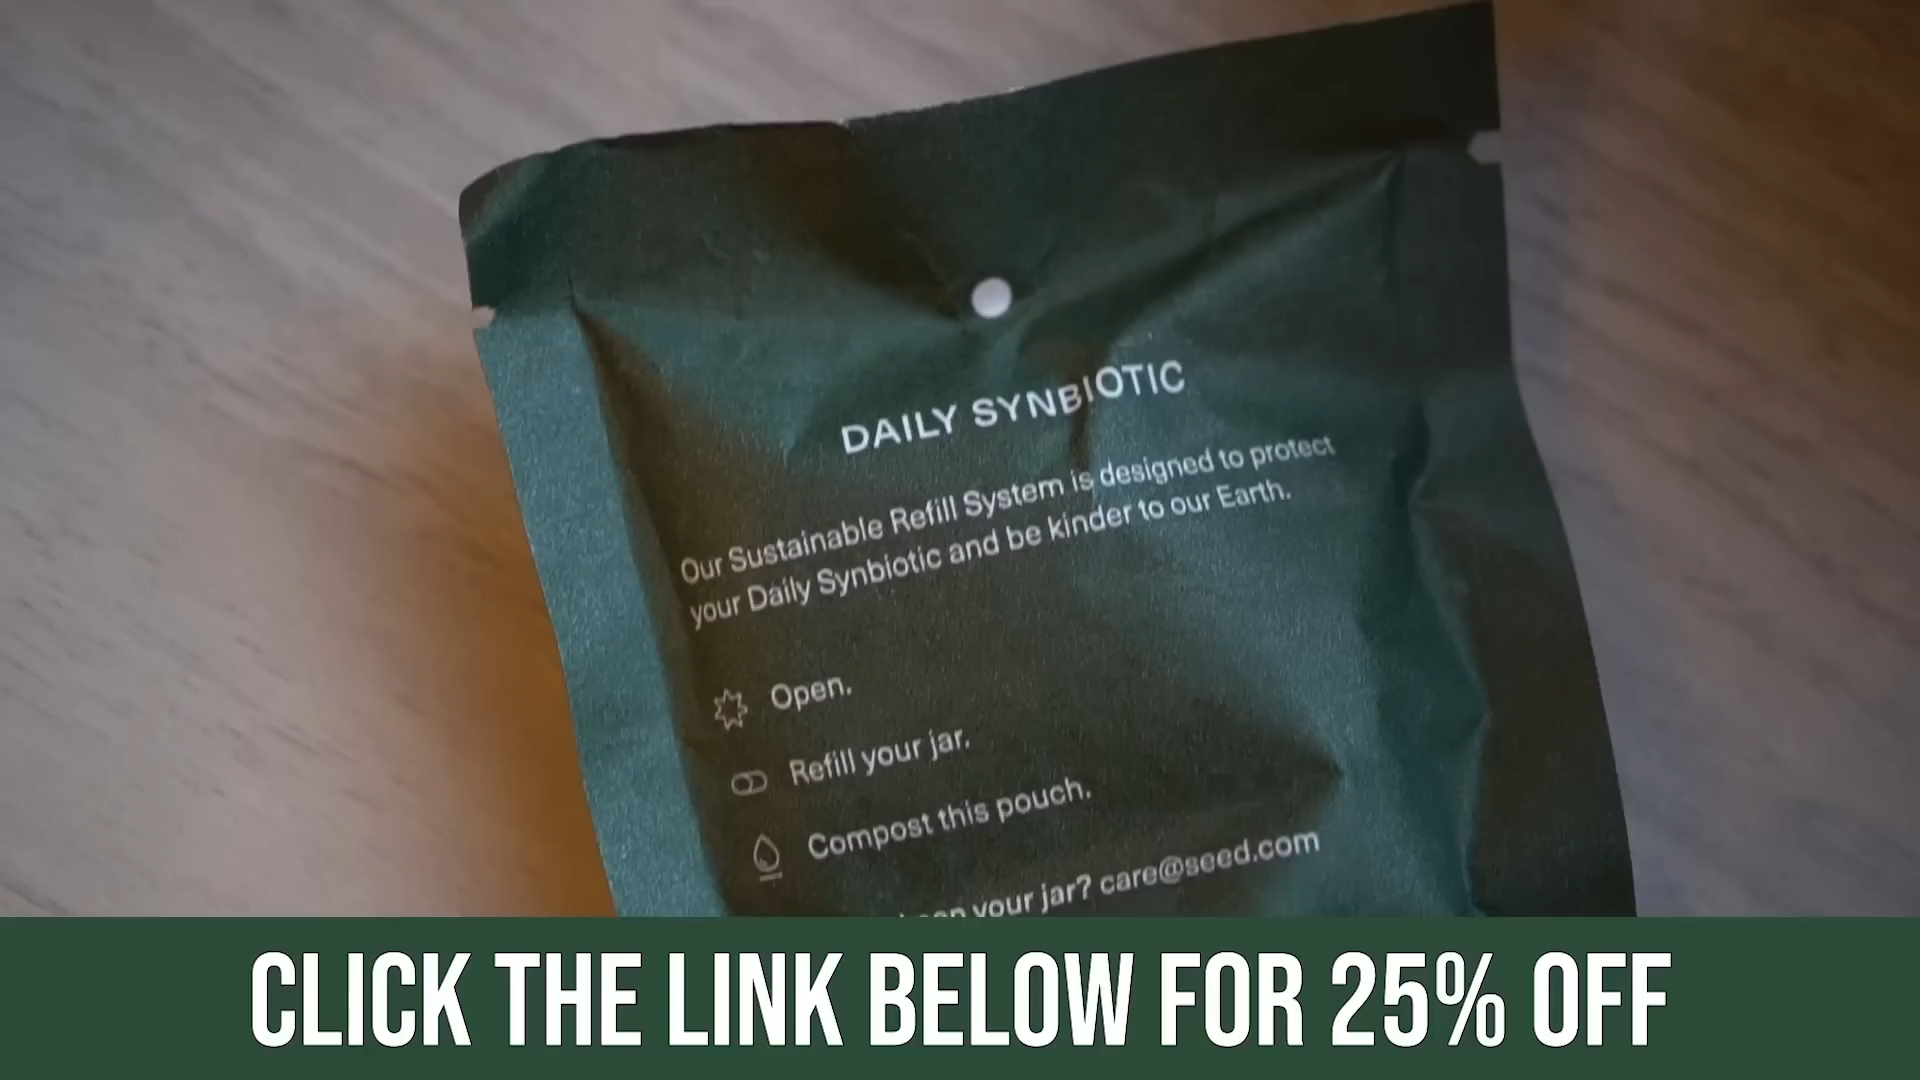 DAILY SYNBIOTIC
Our Sustainable Refill System is designed to protect
your Daily Synbiotic and be kinder to our Earth.
Open.
Refill your jar.
Compost this pouch.
your jar? care@seed.com
CLICK THE LINK BELOW FOR 25% OFF